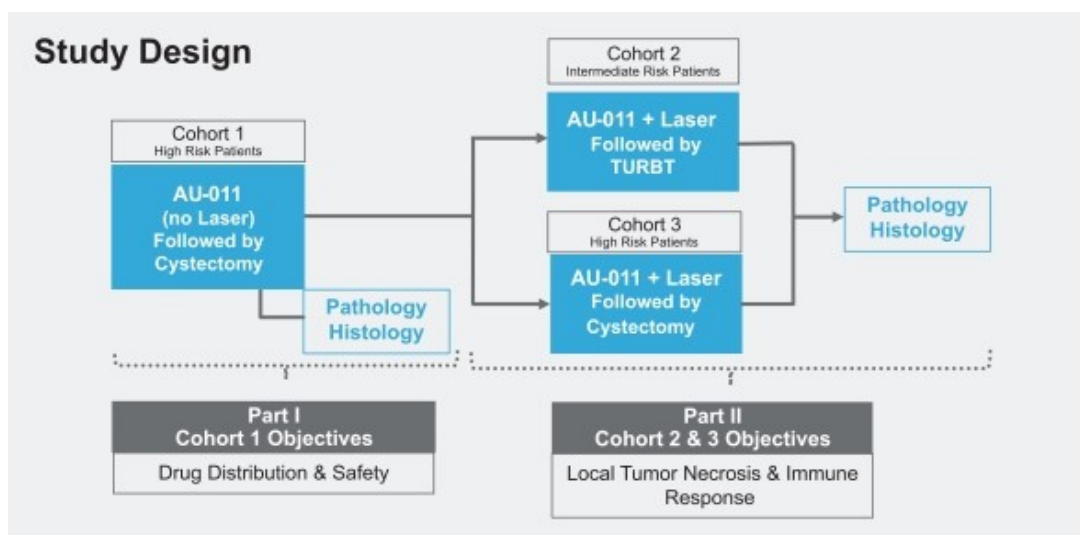 Study Design
Cohort 1
High Risk Patients
AU-011
(no Laser)
Followed by
Cystectomy
Pathology
Histology
Cohort 2
Intermediate Risk Patients
AU-011 + Laser
Followed by
TURBT
Cohort 3
High Risk Patients
AU-011 + Laser
Followed by
Cystectomy
Pathology
Histology
Part I
Cohort 1 Objectives
Drug Distribution & Safety
Part II
Cohort 2 & 3 Objectives
Local Tumor Necrosis & Immune
Response